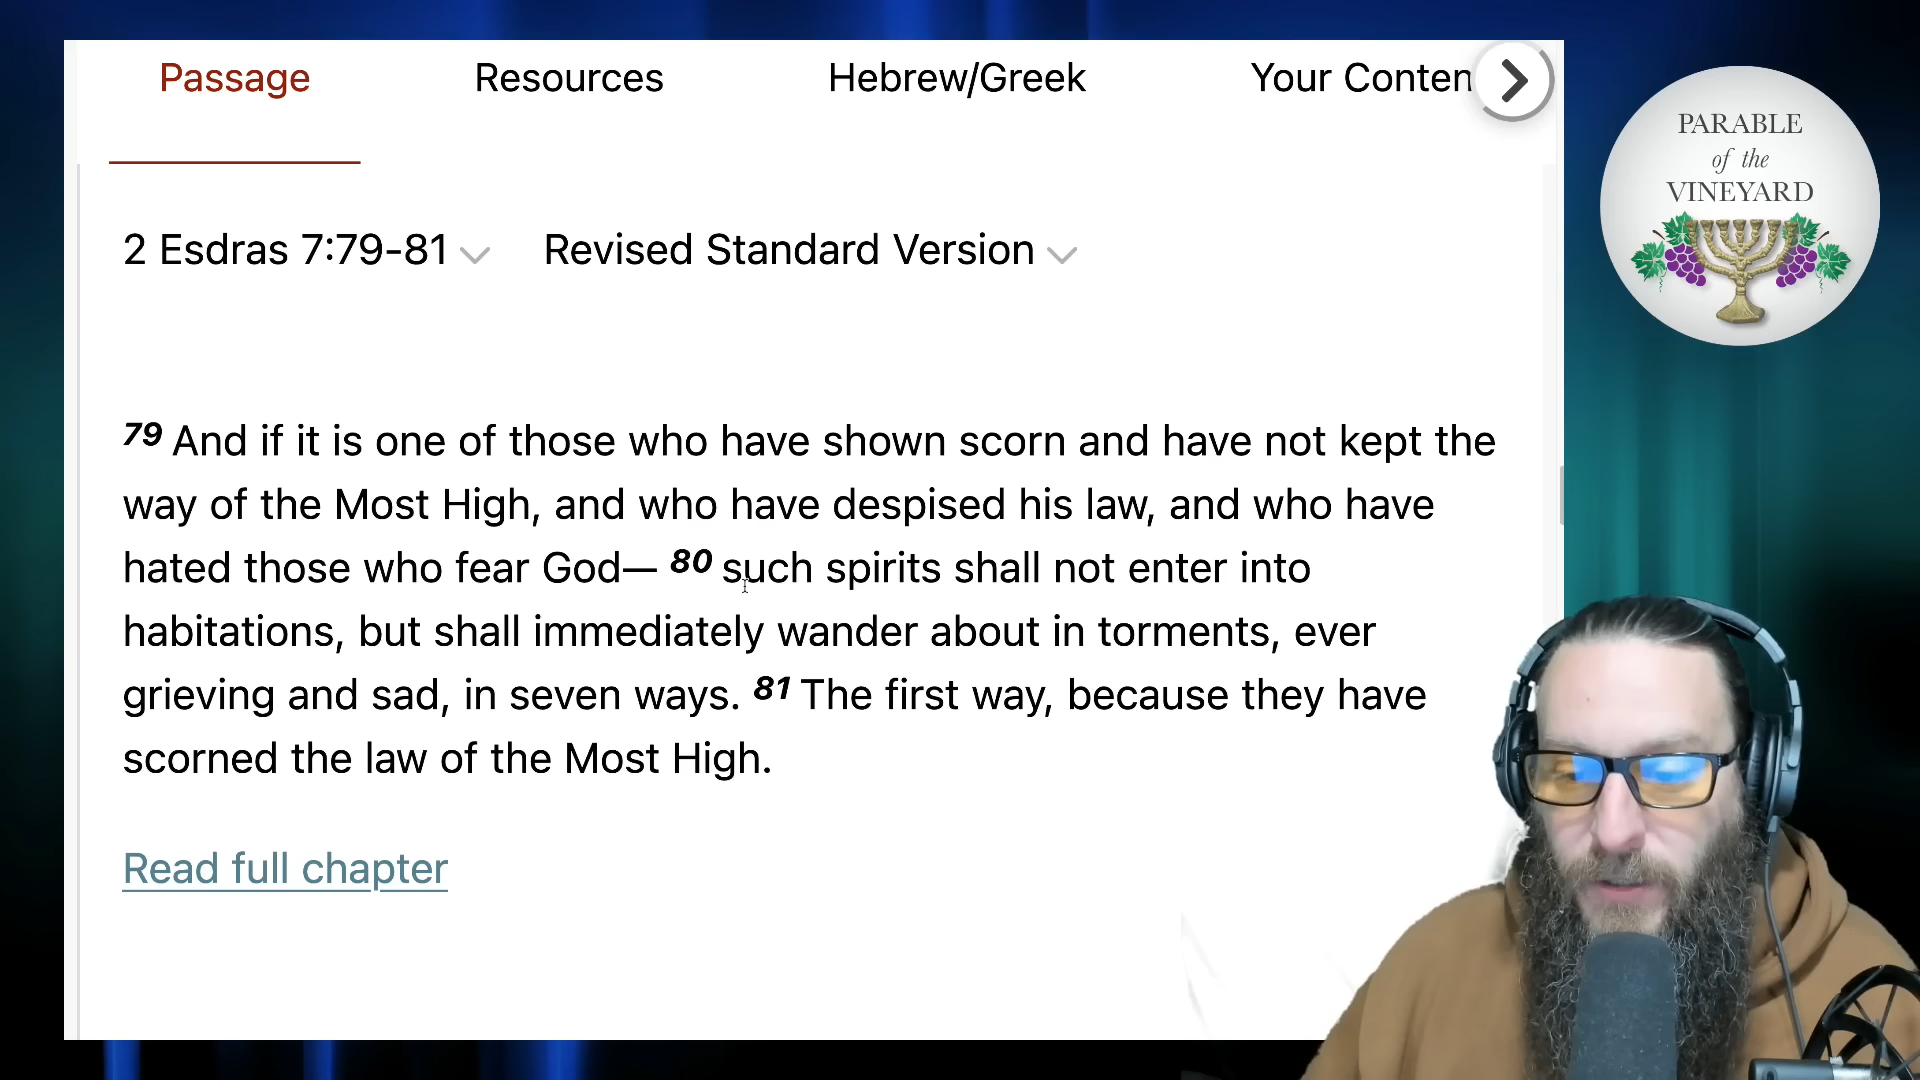 Passage
Resources
Hebrew/Greek
Your Conten
PARABLE
of the
VINEYARD
2 Esdras 7:79-81
Revised Standard Version
79 And if it is one of those who have shown scorn and have not kept the
way of the Most High, and who have despised his law, and who have
hated those who fear God— 80 such spirits shall not enter into
habitations, but shall immediately wander about in torments, ever
grieving and sad, in seven ways. 81 The first way, because they have
scorned the law of the Most High.
Read full chapter